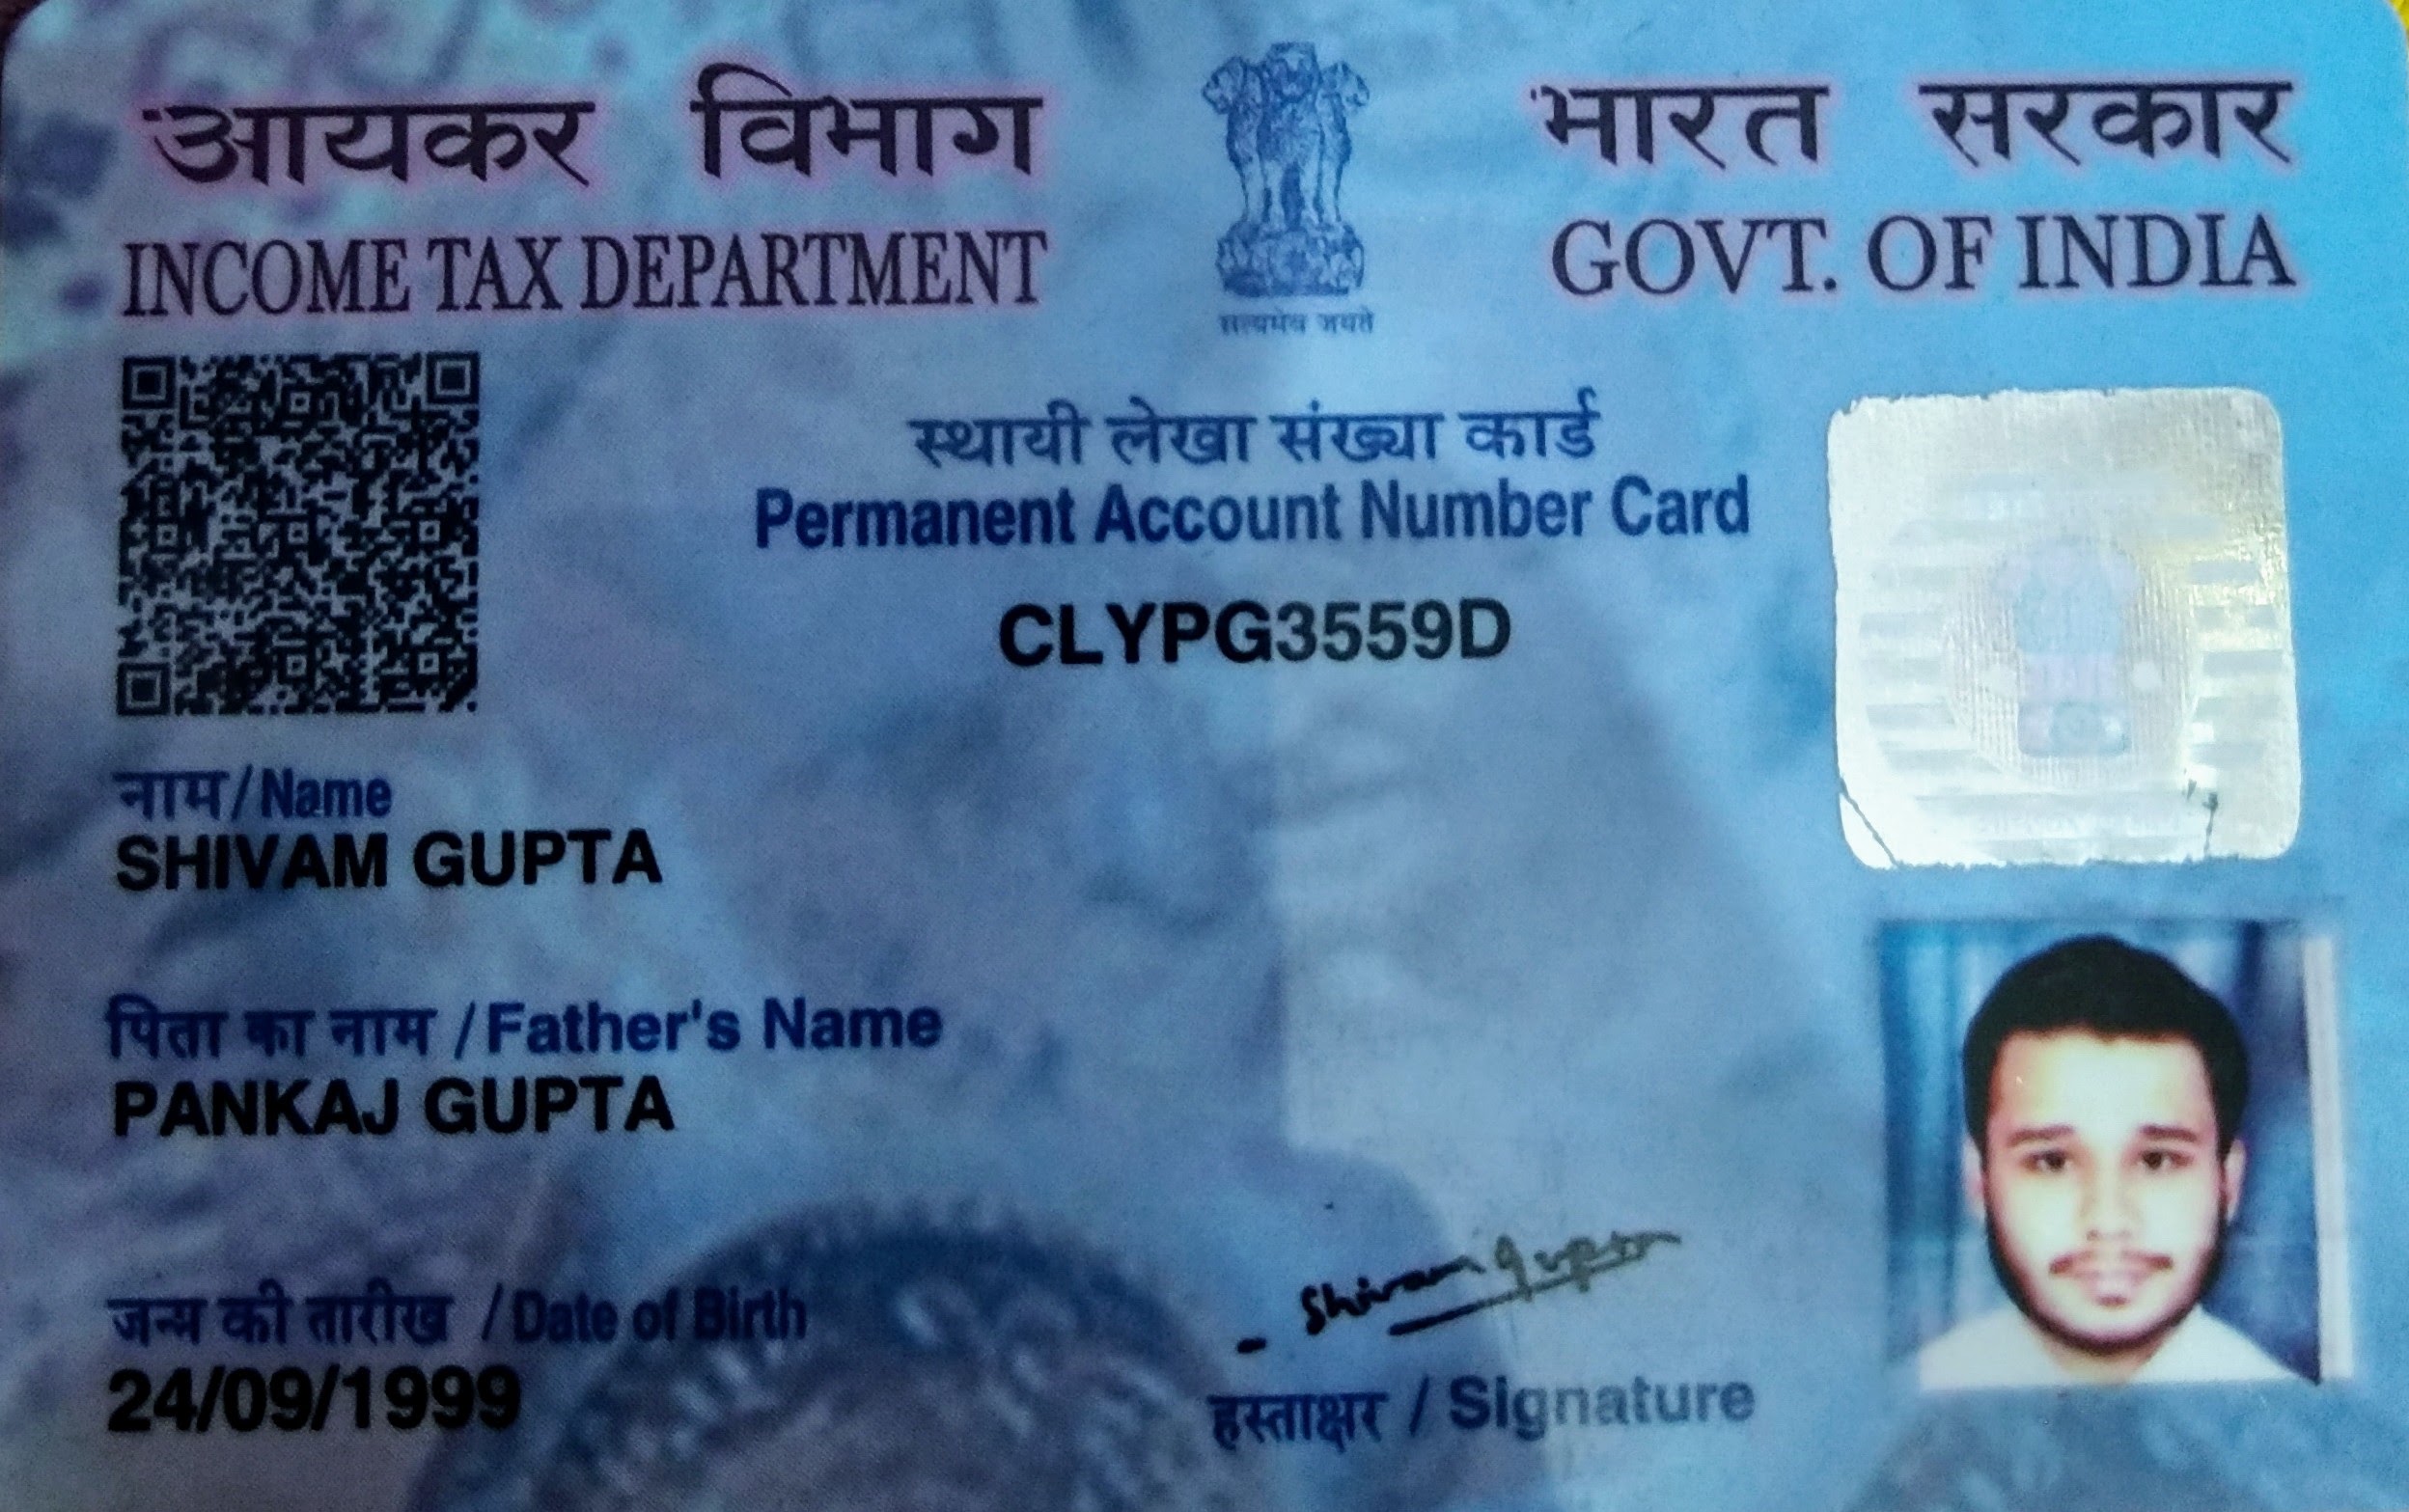 आयकर विभाग
INCOME TAX DEPARTMENT
भारत सरकार
GOVT. OF INDIA
सत्यमेव जयते
स्थायी लेखा संख्या कार्ड
Permanent Account Number Card
CLYPG3559D
नाम/Name
SHIVAM GUPTA
पिता का नाम/Father's Name
PANKAJ GUPTA
जन्म की तारीख/Date of Birth
24/09/1999
Shivam Gupta
हस्ताक्षर/Signature